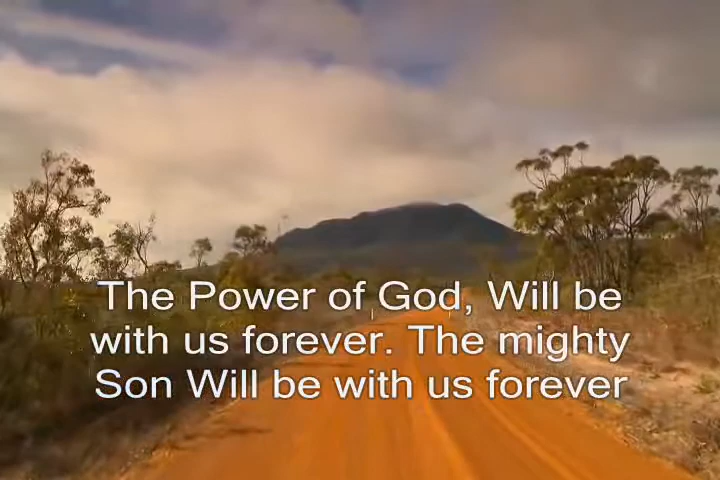 The Power of God, Will be
with us forever. The mighty
Son Will be with us forever